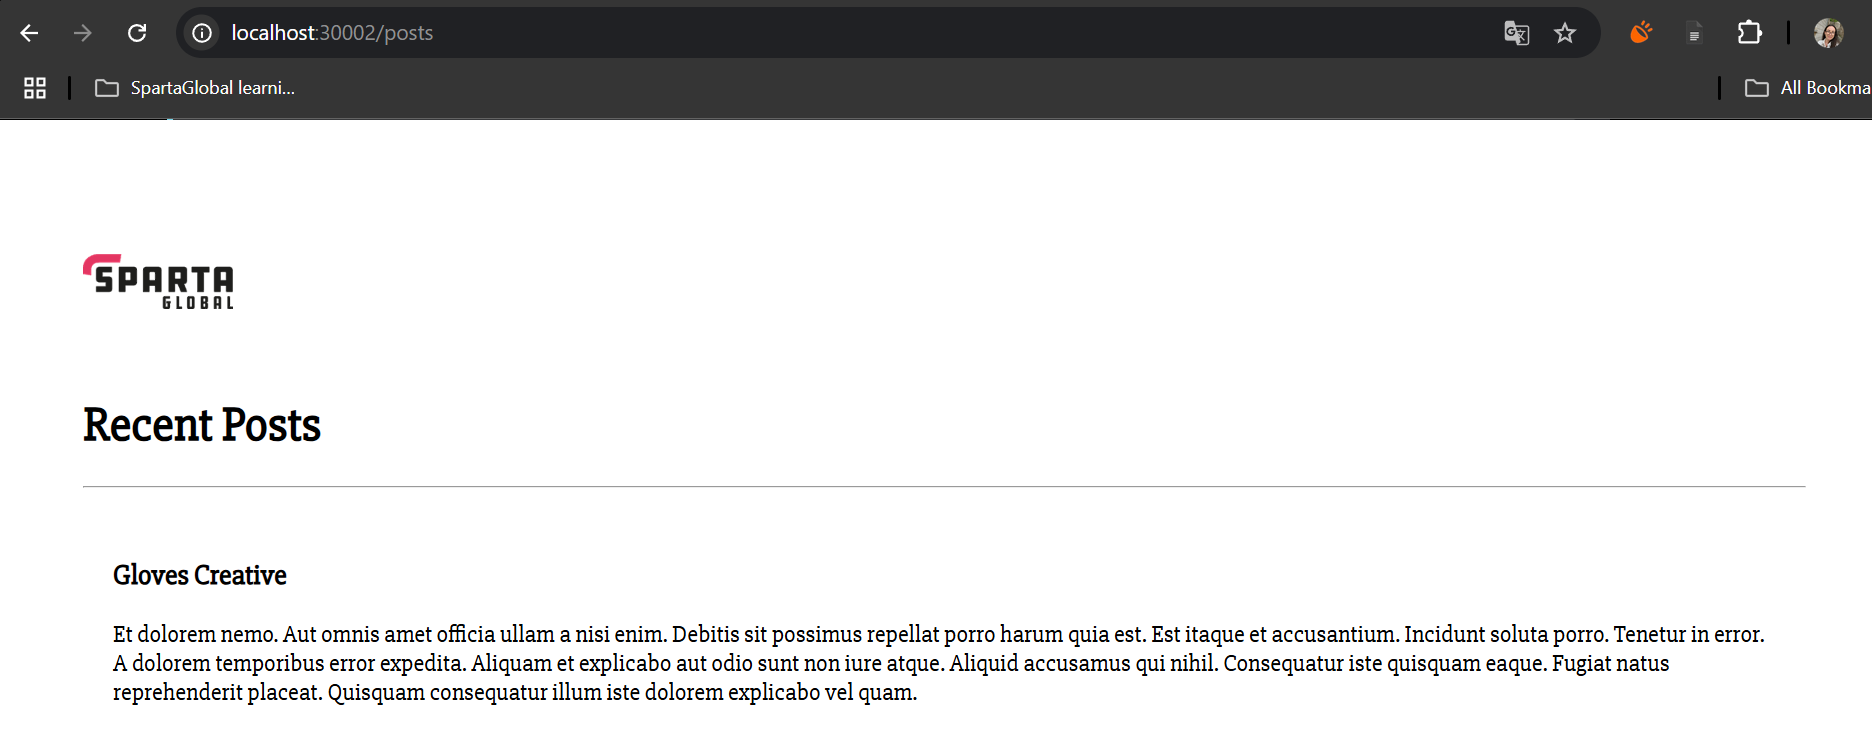 localhost:30002/posts
SpartaGlobal learni...
All Bookma
SPARTA
GLOBAL
Recent Posts
Gloves Creative
Et dolorem nemo. Aut omnis amet officia ullam a nisi enim. Debitis sit possimus repellat porro harum quia est. Est itaque et accusantium. Incidunt soluta porro. Tenetur in error.
A dolorem temporibus error expedita. Aliquam et explicabo aut odio sunt non iure atque. Aliquid accusamus qui nihil. Consequatur iste quisquam eaque. Fugiat natus
reprehenderit placeat. Quisquam consequatur illum iste dolorem explicabo vel quam.